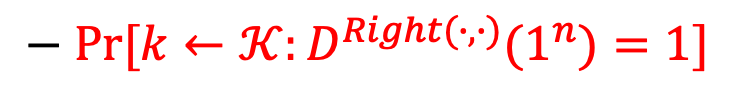 − Pr[𝑘 ← 𝒦: 𝐷^{𝑅𝑖𝑔ℎ𝑡(·,·)}(1^𝑛) = 1]